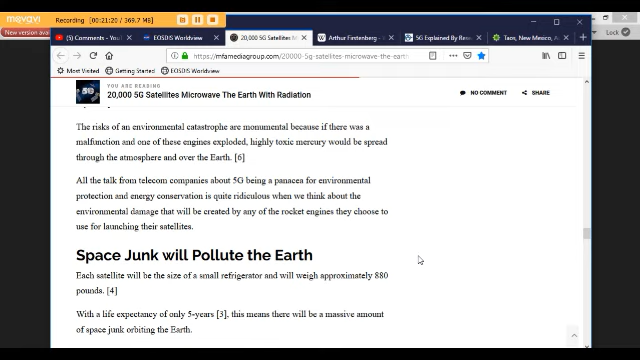 movavi
Recording
(00:21:20 / 369.7 MB)
New version avai
Lock
(5) Comments - YouTu
EOSDIS Worldview
20,000 5G Satellites Mic
Arthur Firstenberg - Wi
5G Explained By Resear
Taos, New Mexico, A
https://mfamediagroup.com/20000-5g-satellites-microwave-the-earth
Most Visited
Getting Started
EOSDIS Worldview
5G
YOU ARE READING
20,000 5G Satellites Microwave The Earth With Radiation
NO COMMENT
SHARE
The risks of an environmental catastrophe are monumental because if there was a
malfunction and one of these engines exploded, highly toxic mercury would be spread
through the atmosphere and over the Earth. [6]
All the talk from telecom companies about 5G being a panacea for environmental
protection and energy conservation is quite ridiculous when we think about the
environmental damage that will be created by any of the rocket engines they choose to
use for launching their satellites.
Space Junk will Pollute the Earth
Each satellite will be the size of a small refrigerator and will weigh approximately 880
pounds. [4]
With a life expectancy of only 5-years [3], this means there will be a massive amount
of space junk orbiting the Earth.